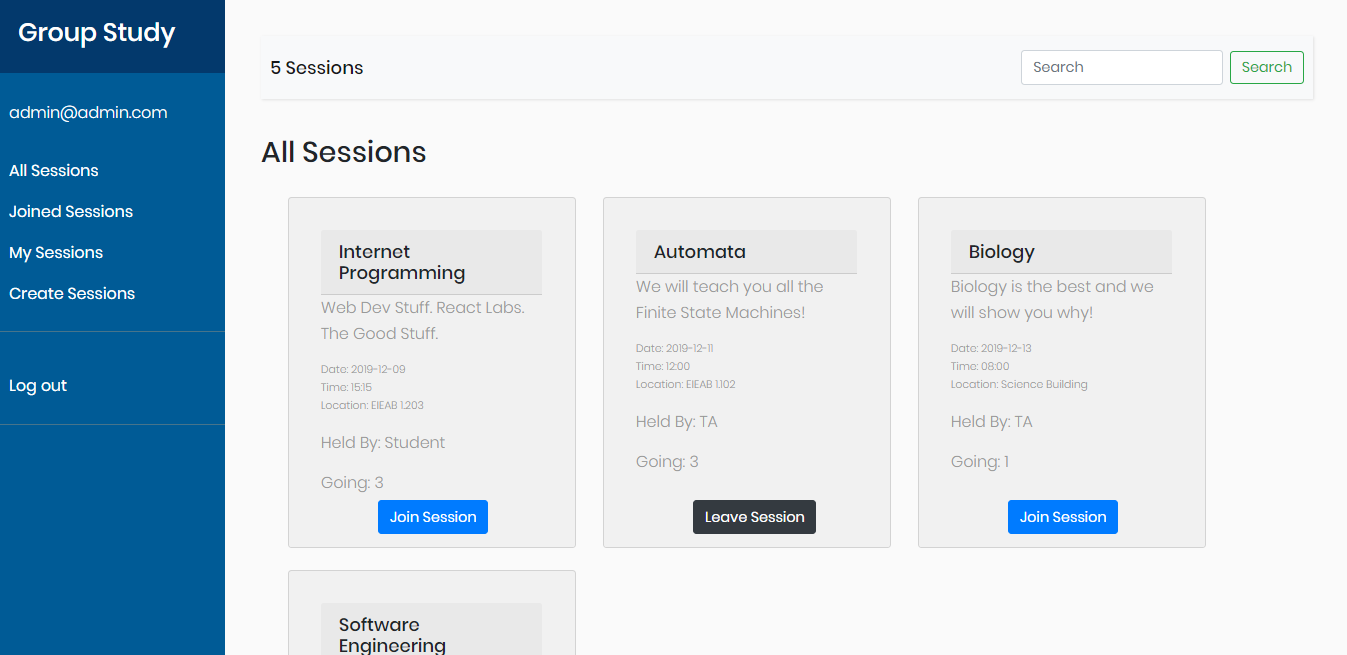 Group Study
admin@admin.com
All Sessions
Joined Sessions
My Sessions
Create Sessions
Log out
5 Sessions
Search
Search
All Sessions
Internet
Programming
Web Dev Stuff. React Labs.
The Good Stuff.
Date: 2019-12-09
Time: 15:15
Location: EIEAB 1.203
Held By: Student
Going: 3
Join Session
Automata
We will teach you all the
Finite State Machines!
Date: 2019-12-11
Time: 12:00
Location: EIEAB 1.102
Held By: TA
Going: 3
Leave Session
Biology
Biology is the best and we
will show you why!
Date: 2019-12-13
Time: 08:00
Location: Science Building
Held By: TA
Going: 1
Join Session
Software
Engineering